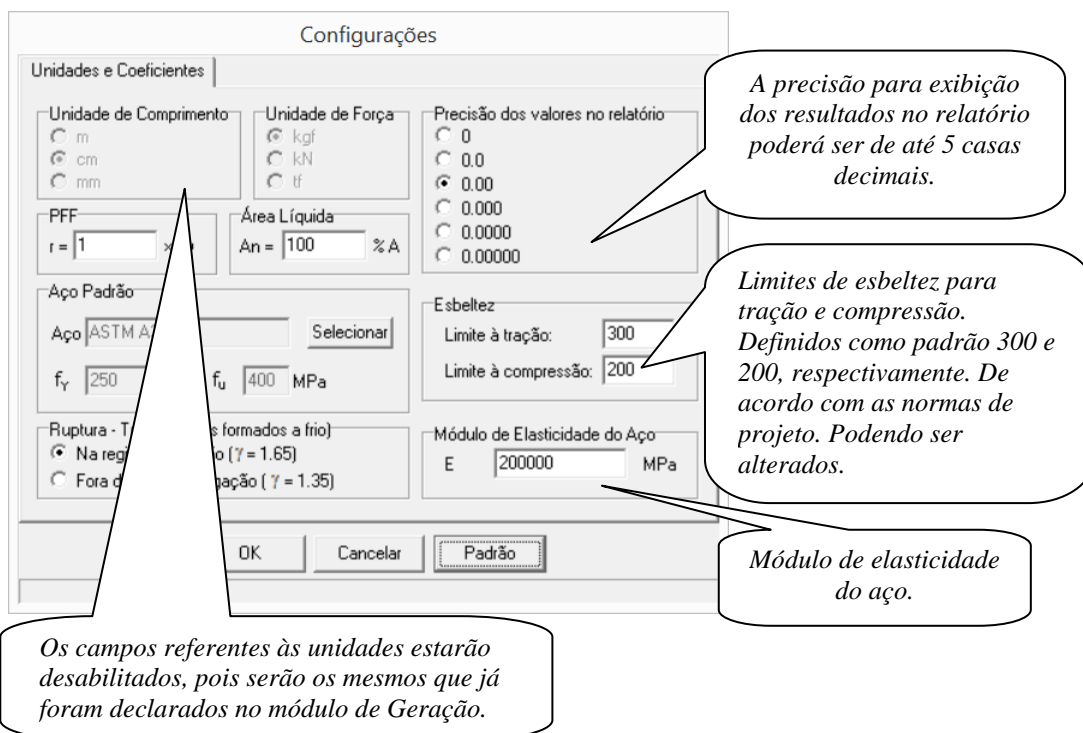 Configurações
Unidades e Coeficientes
Unidade de Comprimento
m
cm
mm
Unidade de Força
kgf
kN
tf
Precisão dos valores no relatório
0
0.0
0.00
0.000
0.0000
0.00000
PFF
r = 1
Área Líquida
An = 100 % A
Aço Padrão
Aço ASTM A
Selecionar
fY 250
fu 400 MPa
Esbeltez
Limite à tração: 300
Limite à compressão: 200
Ruptura - T s formados a frio)
Na reg o (γ = 1.65)
Fora d gação ( γ = 1.35)
Módulo de Elasticidade do Aço
E 200000 MPa
OK Cancelar Padrão
A precisão para exibição
dos resultados no relatório
poderá ser de até 5 casas
decimais.
Limites de esbeltez para
tração e compressão.
Definidos como padrão 300 e
200, respectivamente. De
acordo com as normas de
projeto. Podendo ser
alterados.
Módulo de elasticidade
do aço.
Os campos referentes às unidades estarão
desabilitados, pois serão os mesmos que já
foram declarados no módulo de Geração.